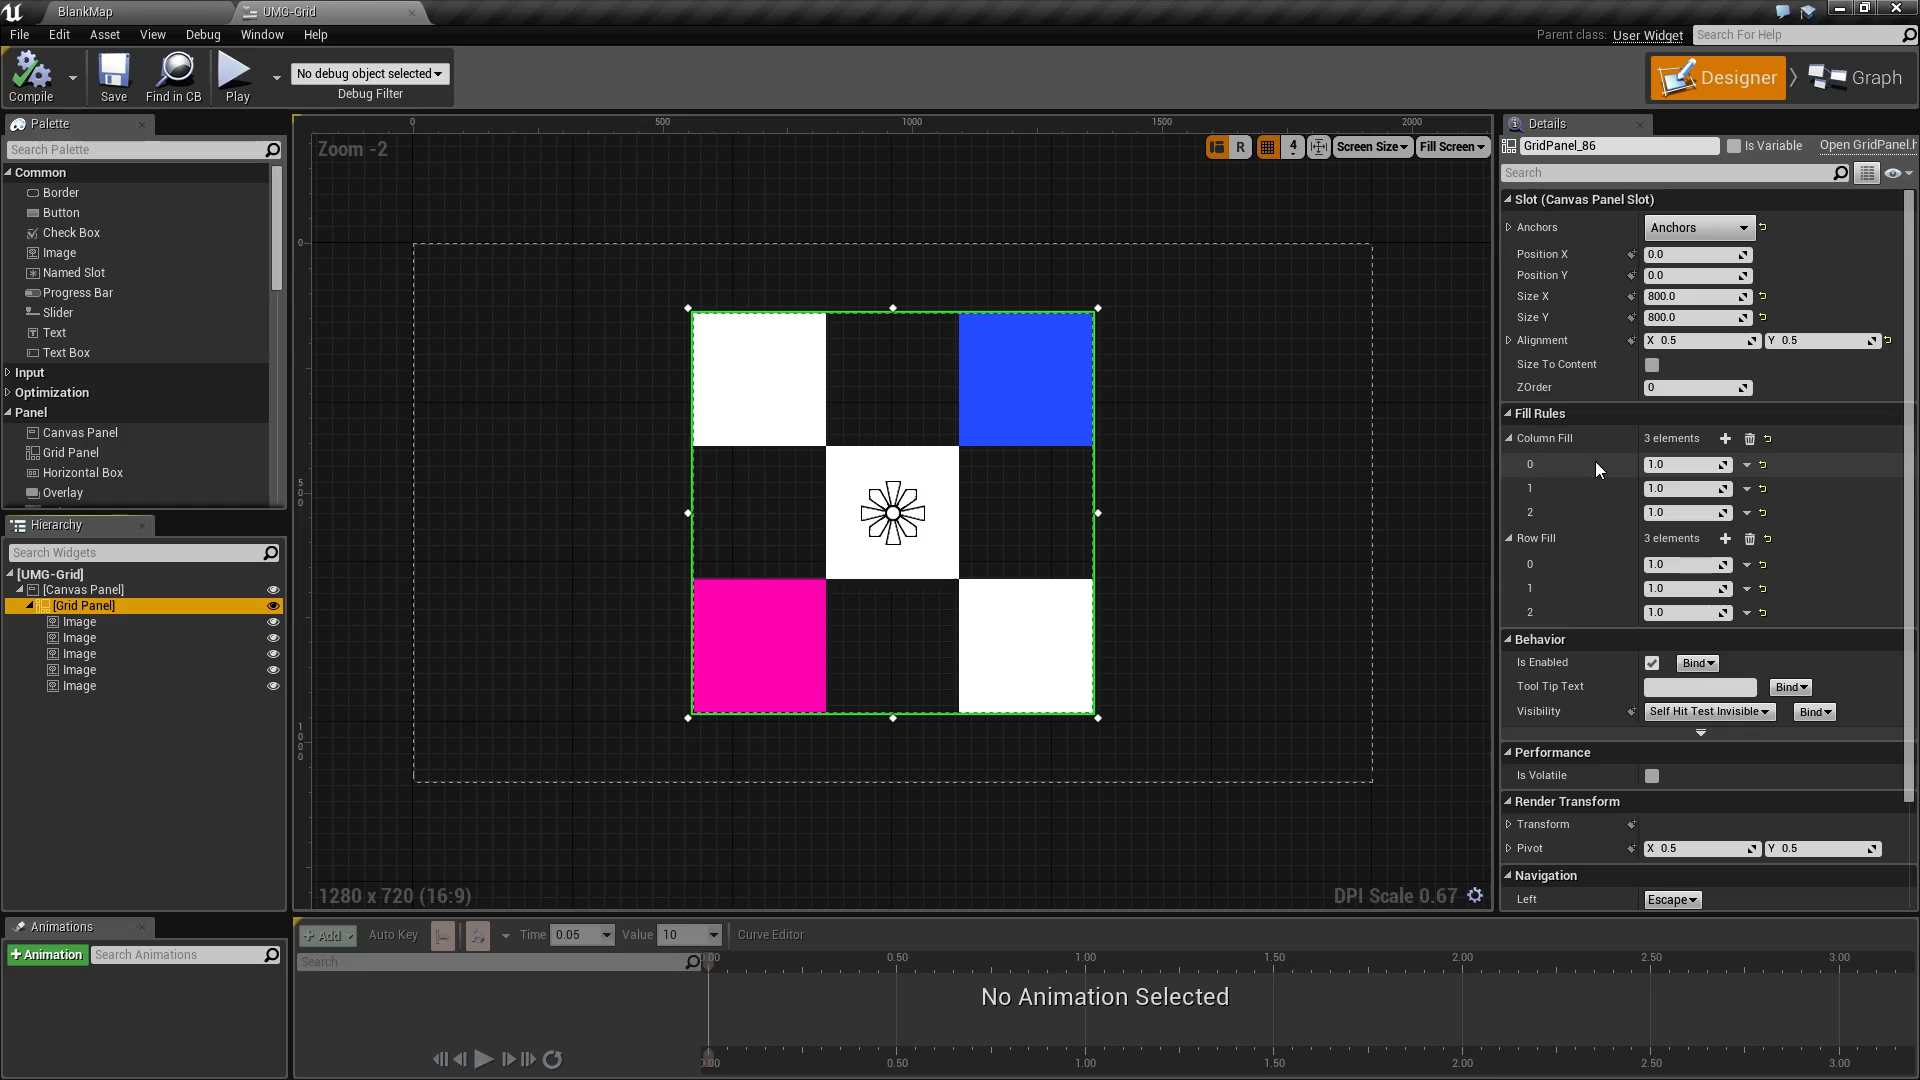 BlankMap
UMG-Grid
File Edit Asset View Debug Window Help
Parent class: User Widget
Search For Help
Compile
Save
Find in CB
Play
No debug object selected
Debug Filter
Designer
Graph
Palette
Search Palette
Common
Border
Button
Check Box
Image
Named Slot
Progress Bar
Slider
Text
Text Box
Input
Optimization
Panel
Canvas Panel
Grid Panel
Horizontal Box
Overlay
Hierarchy
Search Widgets
[UMG-Grid]
[Canvas Panel]
[Grid Panel]
Image
Image
Image
Image
Image
0 500 1000 1500 2000
Zoom -2
R
4
Screen Size
Fill Screen
0
500
1000
1280 x 720 (16:9)
DPI Scale 0.67
Details
GridPanel_86
Is Variable
Open GridPanel.h
Search
Slot (Canvas Panel Slot)
Anchors Anchors
Position X 0.0
Position Y 0.0
Size X 800.0
Size Y 800.0
Alignment X 0.5 Y 0.5
Size To Content
ZOrder 0
Fill Rules
Column Fill 3 elements
0 1.0
1 1.0
2 1.0
Row Fill 3 elements
0 1.0
1 1.0
2 1.0
Behavior
Is Enabled Bind
Tool Tip Text Bind
Visibility Self Hit Test Invisible Bind
Performance
Is Volatile
Render Transform
Transform
Pivot X 0.5 Y 0.5
Navigation
Left Escape
Animations
+ Animation
Search Animations
+ Add Auto Key Time 0.05 Value 10 Curve Editor
Search
0.00 0.50 1.00 1.50 2.00 2.50 3.00
No Animation Selected
0.00 0.50 1.00 1.50 2.00 2.50 3.00